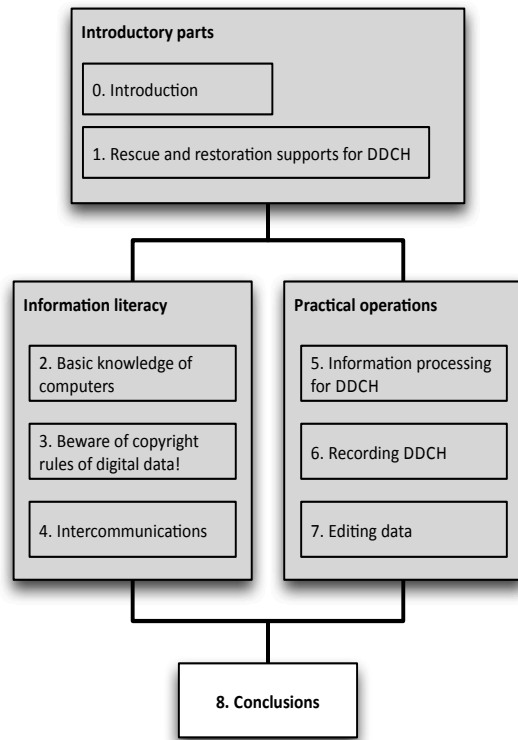 Introductory parts
0. Introduction
1. Rescue and restoration supports for DDCH
Information literacy
2. Basic knowledge of
computers
3. Beware of copyright
rules of digital data!
4. Intercommunications
Practical operations
5. Information processing
for DDCH
6. Recording DDCH
7. Editing data
8. Conclusions